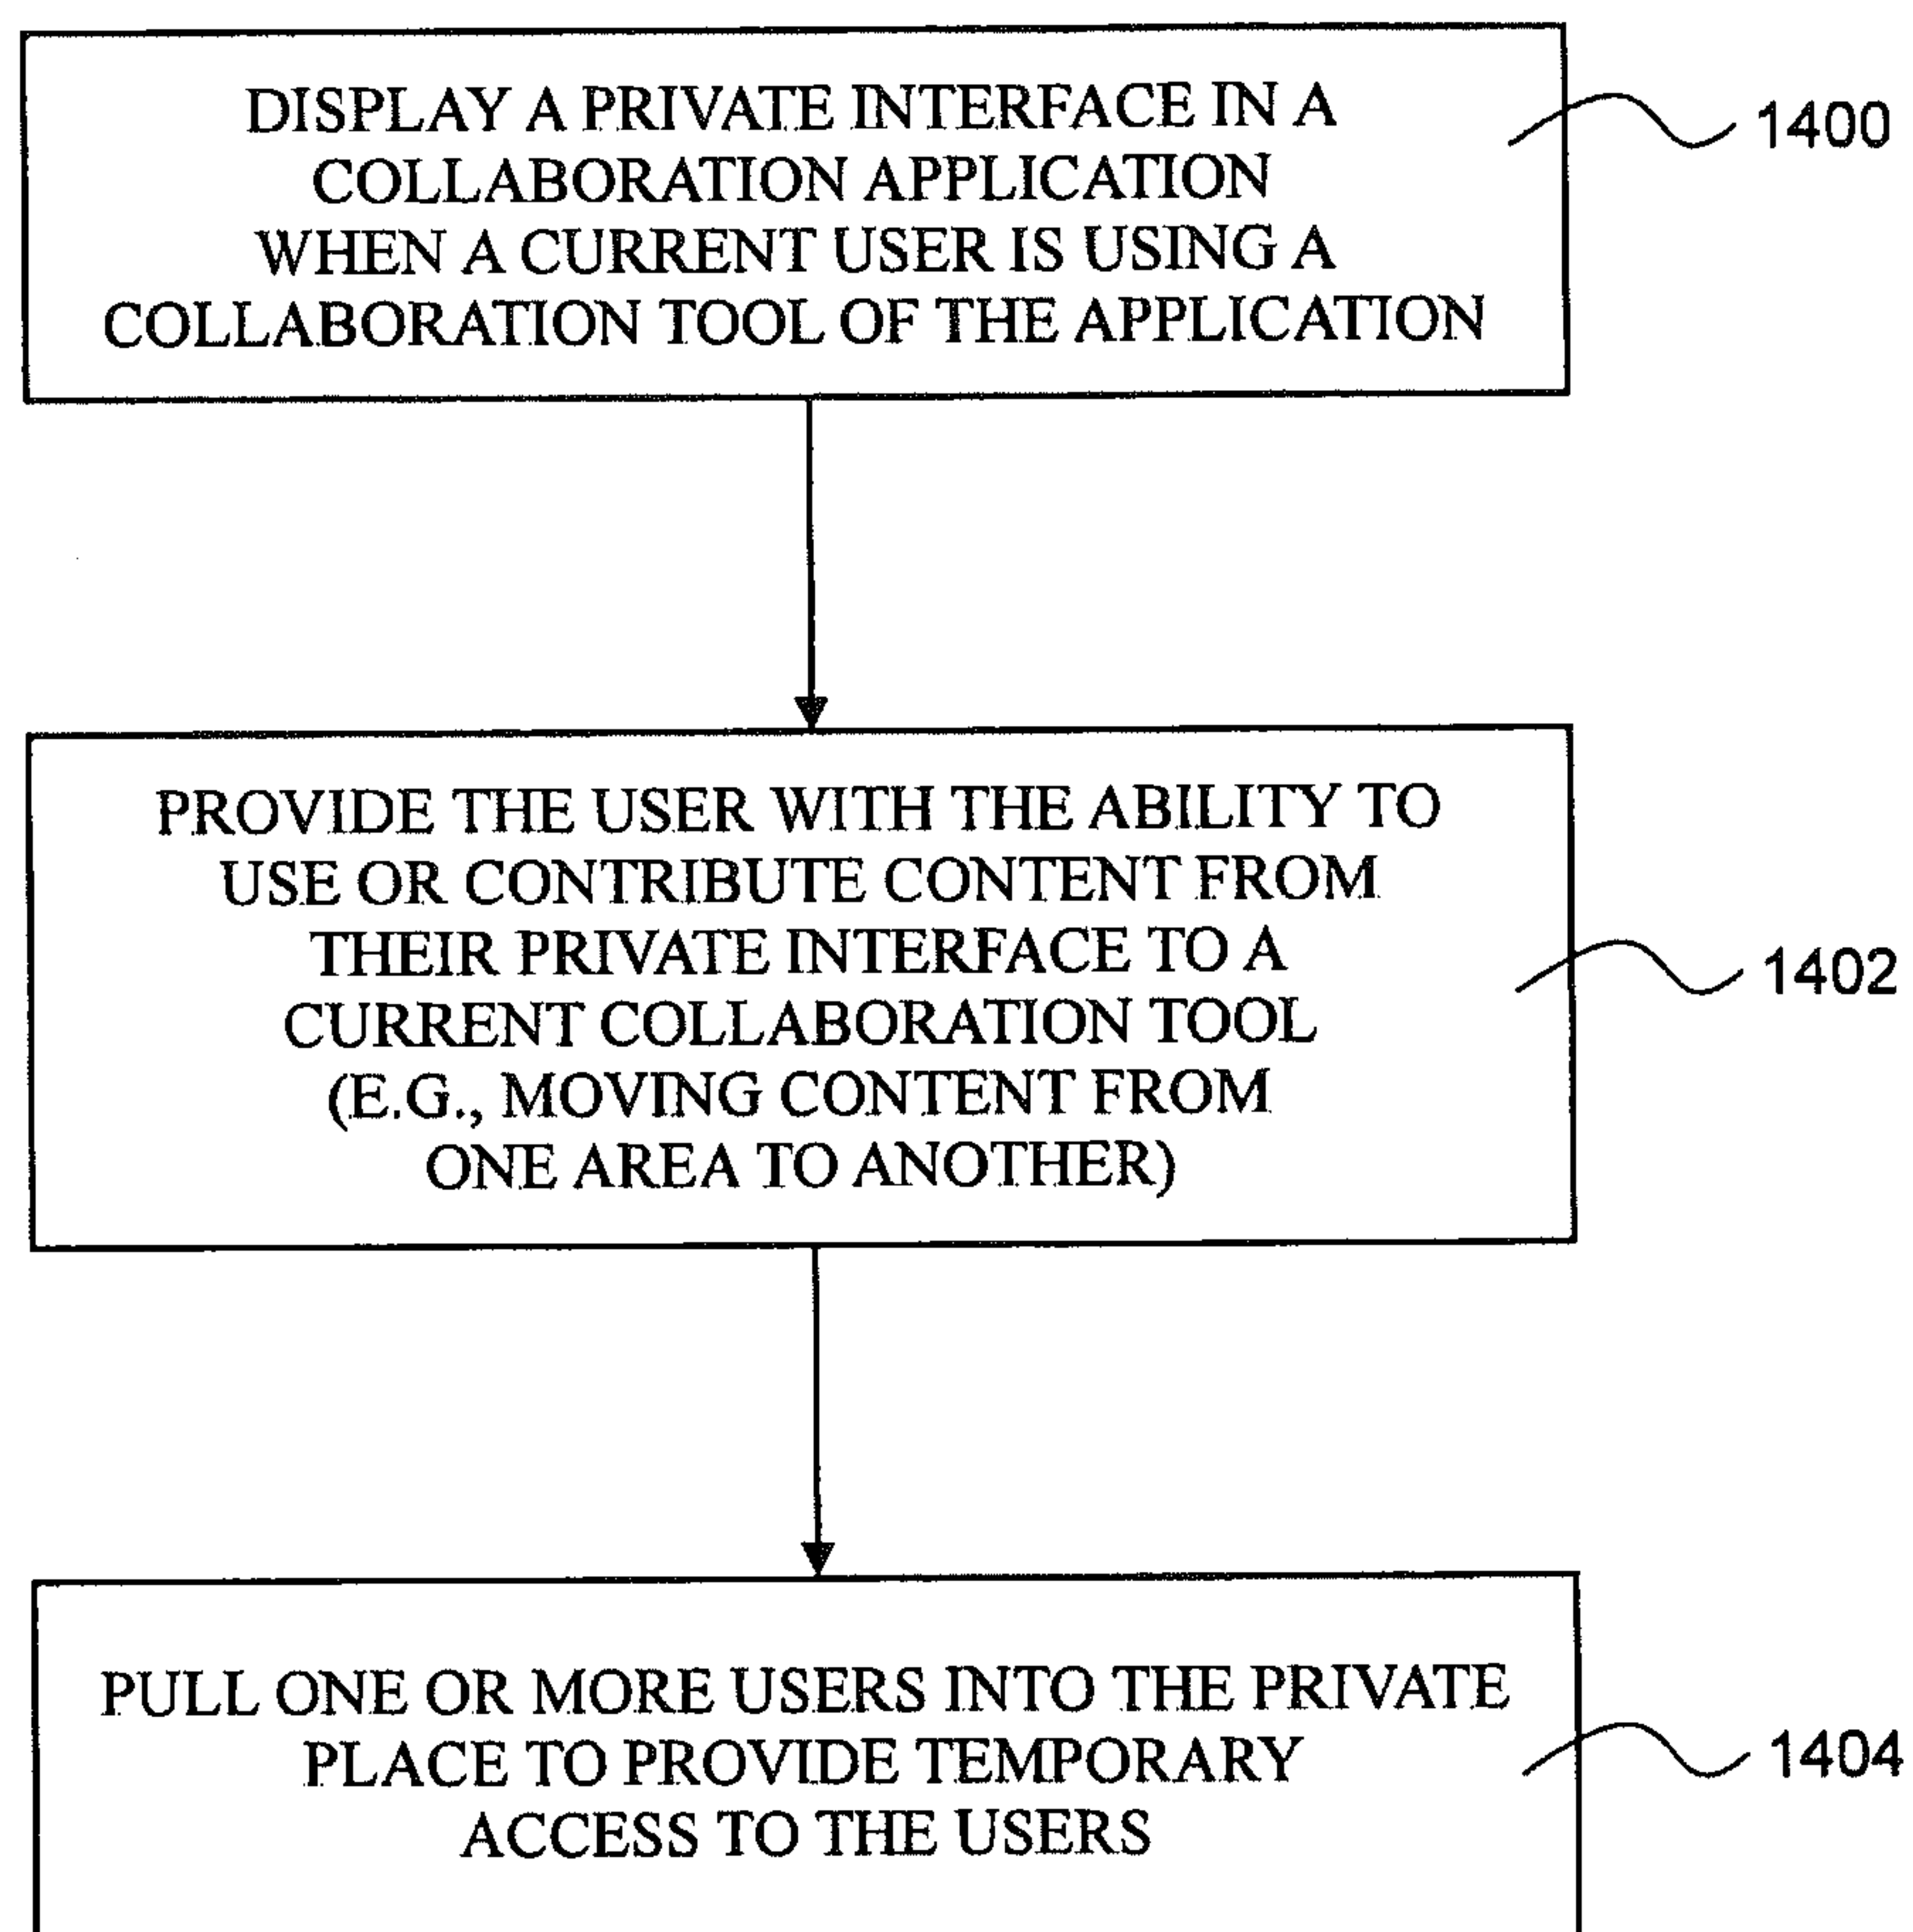 DISPLAY A PRIVATE INTERFACE IN A
COLLABORATION APPLICATION
WHEN A CURRENT USER IS USING A
COLLABORATION TOOL OF THE APPLICATION
1400
PROVIDE THE USER WITH THE ABILITY TO
USE OR CONTRIBUTE CONTENT FROM
THEIR PRIVATE INTERFACE TO A
CURRENT COLLABORATION TOOL
(E.G., MOVING CONTENT FROM
ONE AREA TO ANOTHER)
1402
PULL ONE OR MORE USERS INTO THE PRIVATE
PLACE TO PROVIDE TEMPORARY
ACCESS TO THE USERS
1404